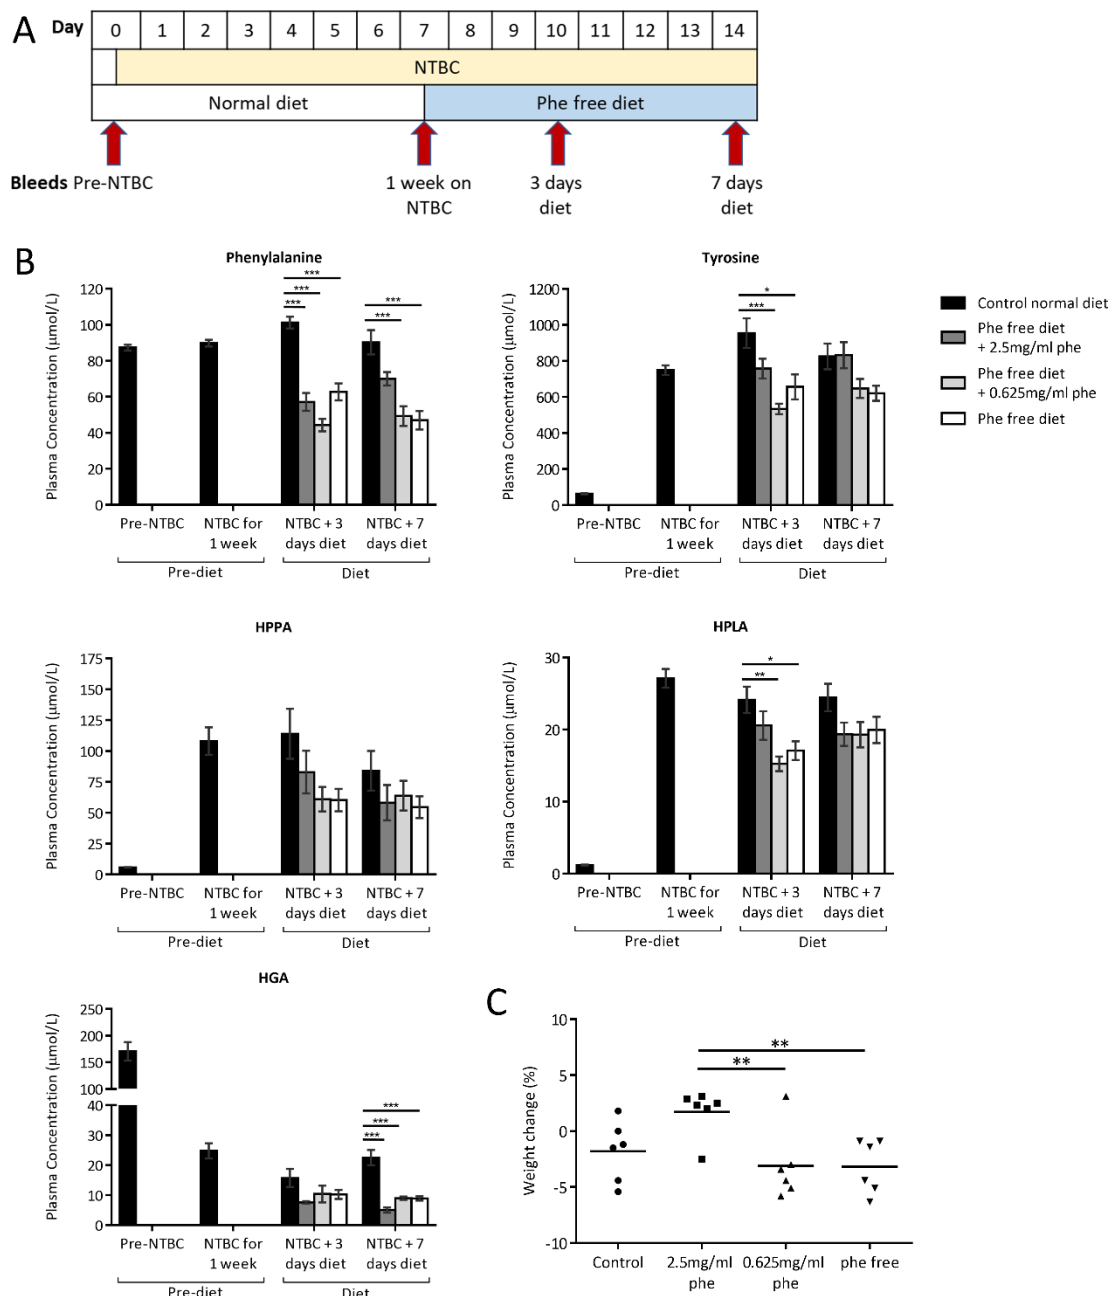 A
Day 0 1 2 3 4 5 6 7 8 9 10 11 12 13 14
NTBC
Normal diet Phe free diet
Bleeds Pre-NTBC 1 week on 3 days 7 days
NTBC diet diet
B
Phenylalanine
Plasma Concentration (µmol/L)
120
100
80
60
40
20
0
***
***
***
***
***
Pre-NTBC NTBC for NTBC + 3 NTBC + 7
1 week days diet days diet
Pre-diet Diet
Tyrosine
Plasma Concentration (µmol/L)
1200
1000
800
600
400
200
0
*
***
Pre-NTBC NTBC for NTBC + 3 NTBC + 7
1 week days diet days diet
Pre-diet Diet
Control normal diet
Phe free diet
+ 2.5mg/ml phe
Phe free diet
+ 0.625mg/ml phe
Phe free diet
HPPA
Plasma Concentration (µmol/L)
175
150
125
100
75
50
25
0
Pre-NTBC NTBC for NTBC + 3 NTBC + 7
1 week days diet days diet
Pre-diet Diet
HPLA
Plasma Concentration (µmol/L)
30
20
10
0
*
**
Pre-NTBC NTBC for NTBC + 3 NTBC + 7
1 week days diet days diet
Pre-diet Diet
HGA
Plasma Concentration (µmol/L)
250
200
150
100
40
30
20
10
0
***
***
***
Pre-NTBC NTBC for NTBC + 3 NTBC + 7
1 week days diet days diet
Pre-diet Diet
C
Weight change (%)
10
5
0
-5
-10
**
**
Control 2.5mg/ml 0.625mg/ml phe free
phe phe